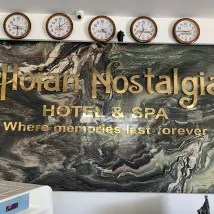 Hoian Nostalgia
HOTEL & SPA
Where memories last forever